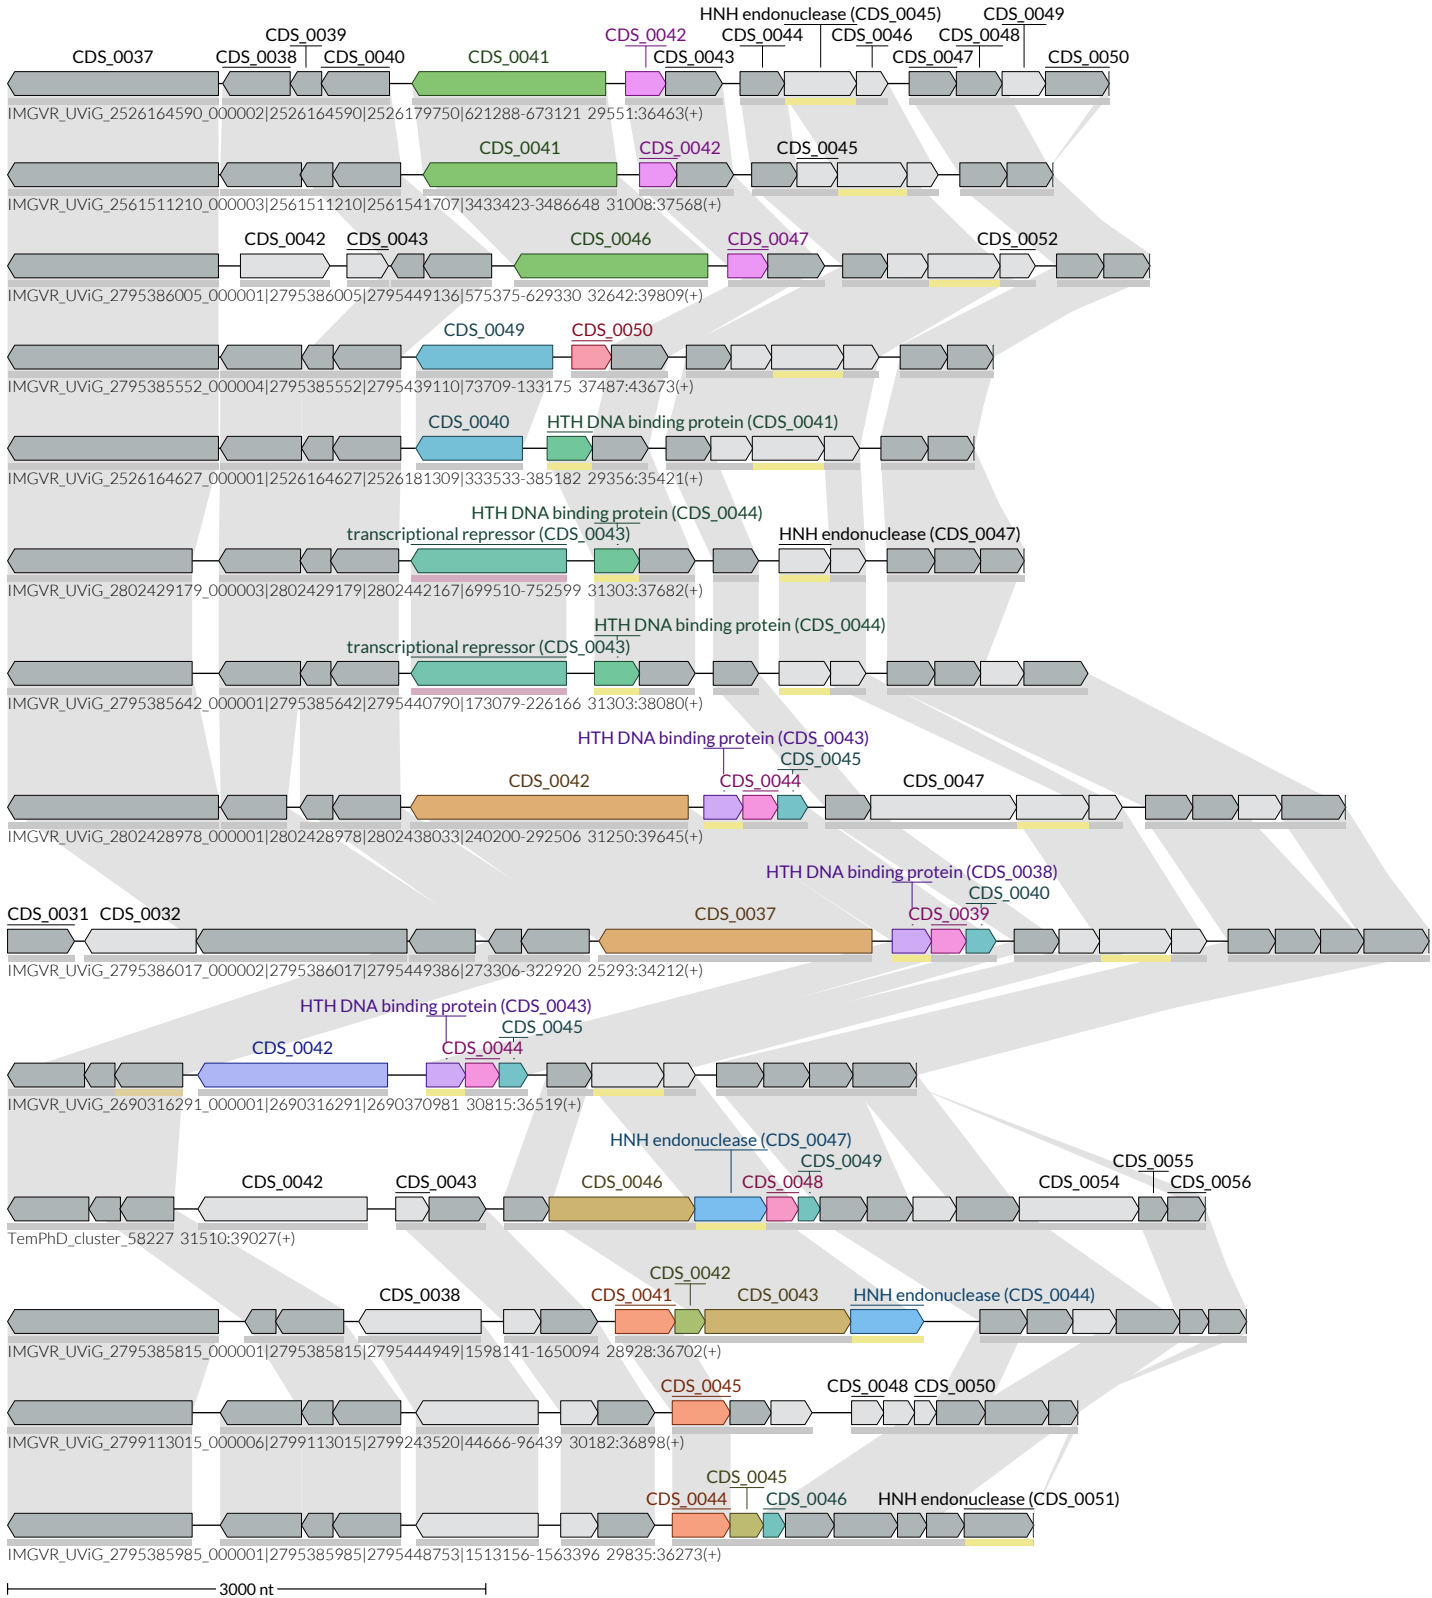 HNH endonuclease (CDS_0045) CDS_0049
CDS_0039 CDS_0042 CDS_0044 CDS_0046 CDS_0048
CDS_0037 CDS_0038 CDS_0040 CDS_0041 CDS_0043 CDS_0047 CDS_0050
IMGVR_UViG_2526164590_000002|2526164590|2526179750|621288-673121 29551:36463(+)
CDS_0041 CDS_0042 CDS_0045
IMGVR_UViG_2561511210_000003|2561511210|2561541707|3433423-3486648 31008:37568(+)
CDS_0042 CDS_0043 CDS_0046 CDS_0047 CDS_0052
IMGVR_UViG_2795386005_000001|2795386005|2795449136|575375-629330 32642:39809(+)
CDS_0049 CDS_0050
IMGVR_UViG_2795385552_000004|2795385552|2795439110|73709-133175 37487:43673(+)
CDS_0040 HTH DNA binding protein (CDS_0041)
IMGVR_UViG_2526164627_000001|2526164627|2526181309|333533-385182 29356:35421(+)
HTH DNA binding protein (CDS_0044)
transcriptional repressor (CDS_0043) HNH endonuclease (CDS_0047)
IMGVR_UViG_2802429179_000003|2802429179|2802442167|699510-752599 31303:37682(+)
HTH DNA binding protein (CDS_0044)
transcriptional repressor (CDS_0043)
IMGVR_UViG_2795385642_000001|2795385642|2795440790|173079-226166 31303:38080(+)
HTH DNA binding protein (CDS_0043)
CDS_0045
CDS_0042 CDS_0044 CDS_0047
IMGVR_UViG_2802428978_000001|2802428978|2802438033|240200-292506 31250:39645(+)
HTH DNA binding protein (CDS_0038)
CDS_0040
CDS_0031 CDS_0032 CDS_0037 CDS_0039
IMGVR_UViG_2795386017_000002|2795386017|2795449386|273306-322920 25293:34212(+)
HTH DNA binding protein (CDS_0043)
CDS_0045
CDS_0042 CDS_0044
IMGVR_UViG_2690316291_000001|2690316291|2690370981 30815:36519(+)
HNH endonuclease (CDS_0047)
CDS_0049 CDS_0055
CDS_0042 CDS_0043 CDS_0046 CDS_0048 CDS_0054 CDS_0056
TemPhD_cluster_58227 31510:39027(+)
CDS_0042
CDS_0038 CDS_0041 CDS_0043 HNH endonuclease (CDS_0044)
IMGVR_UViG_2795385815_000001|2795385815|2795444949|1598141-1650094 28928:36702(+)
CDS_0045 CDS_0048 CDS_0050
IMGVR_UViG_2799113015_000006|2799113015|2799243520|44666-96439 30182:36898(+)
CDS_0045
CDS_0044 CDS_0046 HNH endonuclease (CDS_0051)
IMGVR_UViG_2795385985_000001|2795385985|2795448753|1513156-1563396 29835:36273(+)
3000 nt